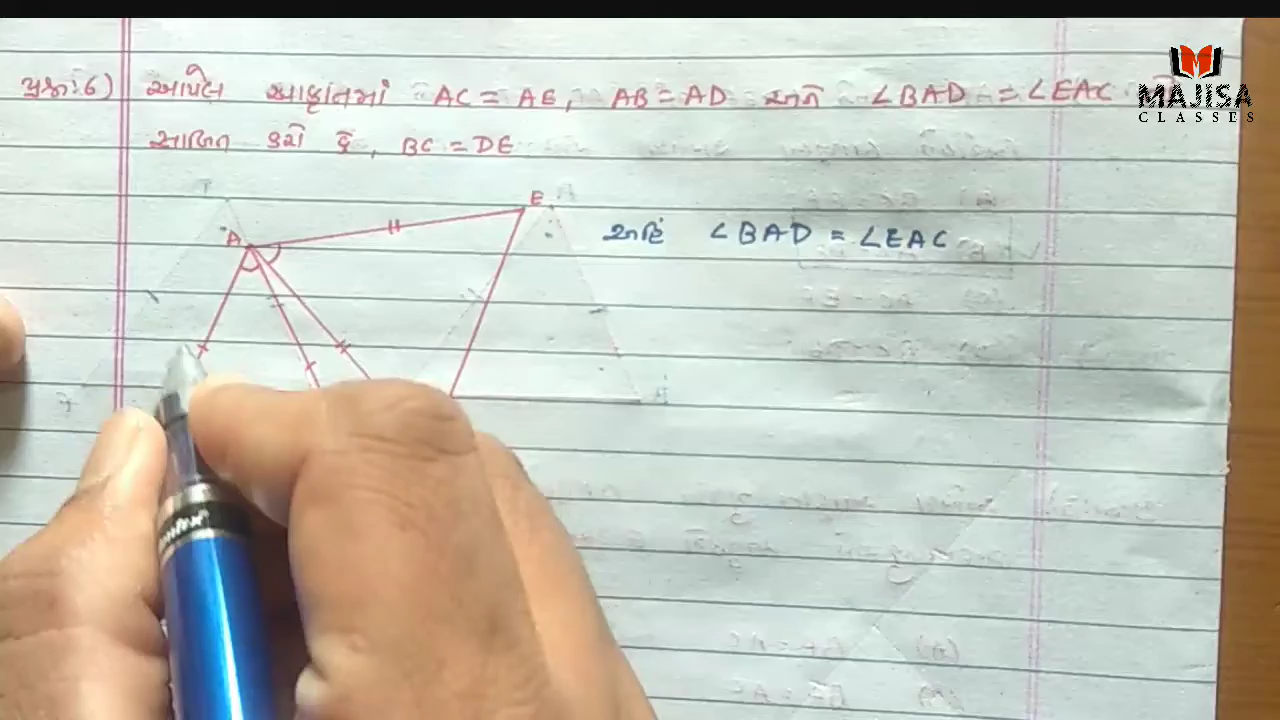 પ્રશ્ન:6) આપેલ આકૃતિમાં AC = AE, AB = AD અને ∠BAD = ∠EAC
સાબિત કરો કે, BC = DE
MAJISA
CLASSES
E
A
અહિં ∠BAD = ∠EAC